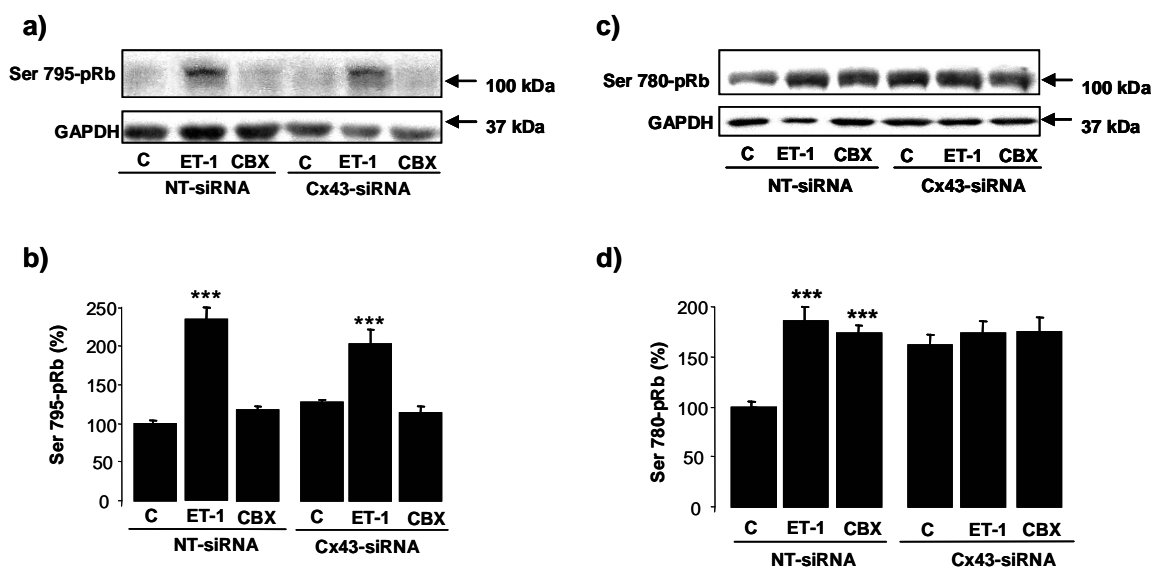 a)
Ser 795-pRb
100 kDa
GAPDH
37 kDa
C ET-1 CBX C ET-1 CBX
NT-siRNA Cx43-siRNA
c)
Ser 780-pRb
100 kDa
GAPDH
37 kDa
C ET-1 CBX C ET-1 CBX
NT-siRNA Cx43-siRNA
b)
Ser 795-pRb (%)
250
200
150
100
50
0
***
***
C ET-1 CBX C ET-1 CBX
NT-siRNA Cx43-siRNA
d)
Ser 780-pRb (%)
200
150
100
50
0
***
***
C ET-1 CBX C ET-1 CBX
NT-siRNA Cx43-siRNA